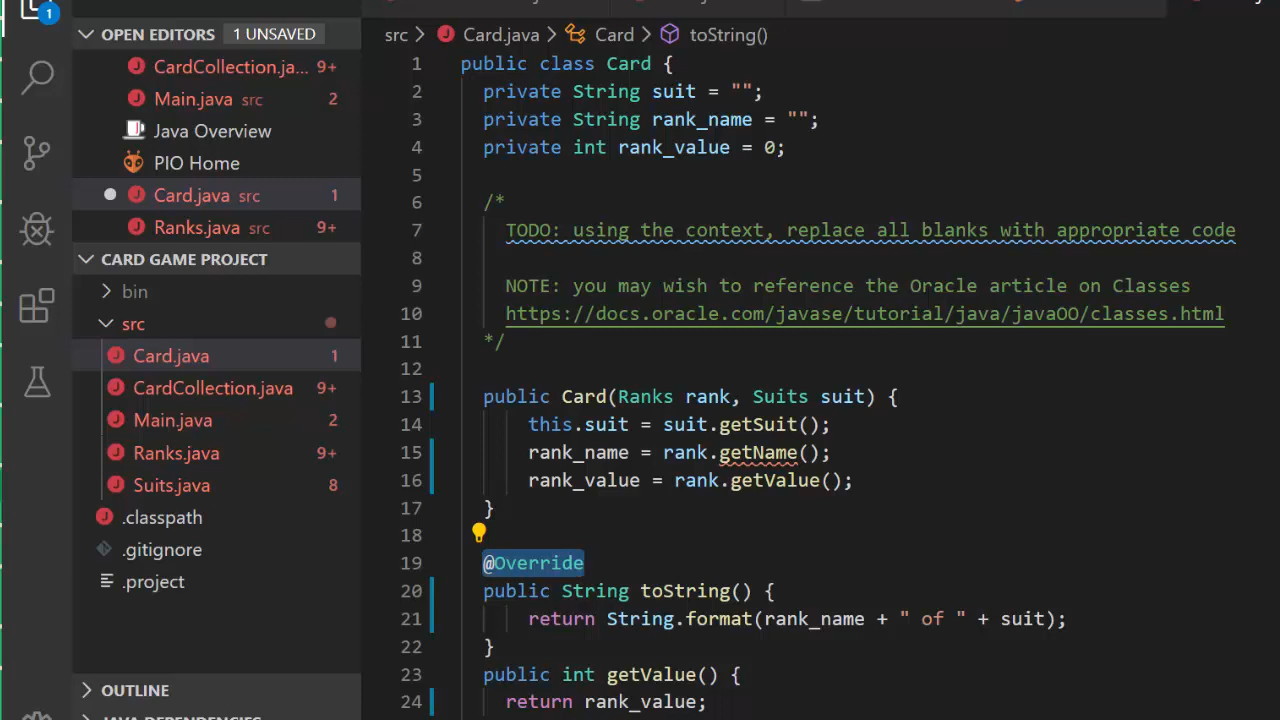 1
OPEN EDITORS 1 UNSAVED
CardCollection.ja... 9+
Main.java src 2
Java Overview
PIO Home
Card.java src 1
Ranks.java src 9+
CARD GAME PROJECT
bin
src
Card.java 1
CardCollection.java 9+
Main.java 2
Ranks.java 9+
Suits.java 8
.classpath
.gitignore
.project
OUTLINE
JAVA DEPENDENCIES
src > Card.java > Card > toString()
1 public class Card {
2 private String suit = "";
3 private String rank_name = "";
4 private int rank_value = 0;
5
6 /*
7 TODO: using the context, replace all blanks with appropriate code
8
9 NOTE: you may wish to reference the Oracle article on Classes
10 https://docs.oracle.com/javase/tutorial/java/javaOO/classes.html
11 */
12
13 public Card(Ranks rank, Suits suit) {
14 this.suit = suit.getSuit();
15 rank_name = rank.getName();
16 rank_value = rank.getValue();
17 }
18
19 @Override
20 public String toString() {
21 return String.format(rank_name + " of " + suit);
22 }
23 public int getValue() {
24 return rank_value;